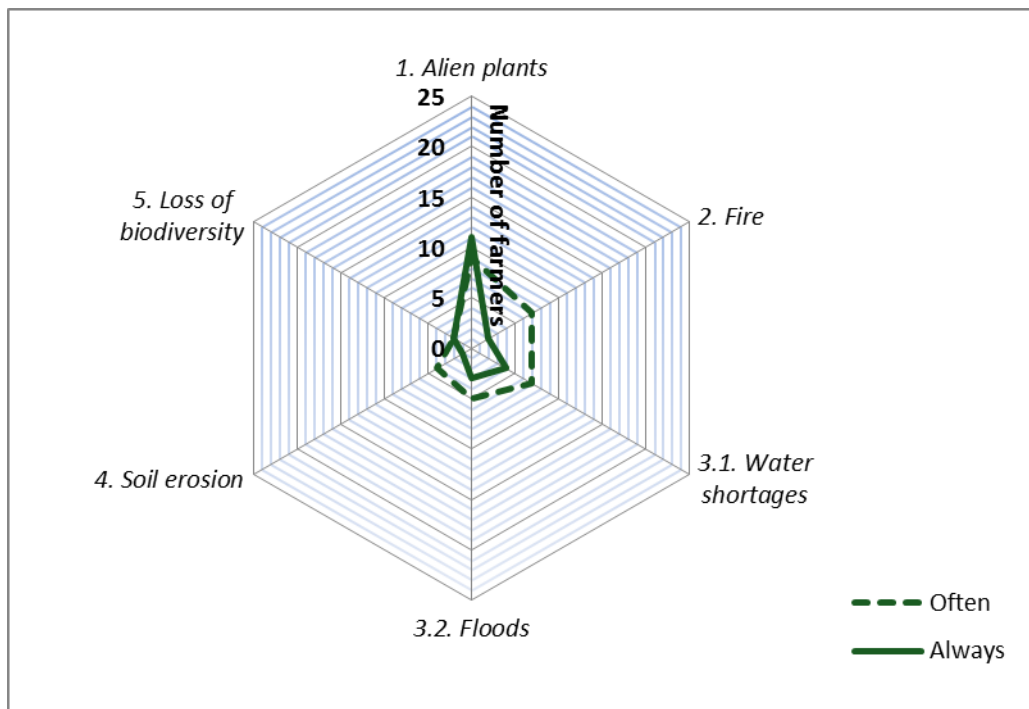 1. Alien plants
25
20
15
10
5
0
Number of farmers
2. Fire
3.1. Water
shortages
3.2. Floods
4. Soil erosion
5. Loss of
biodiversity
Often
Always